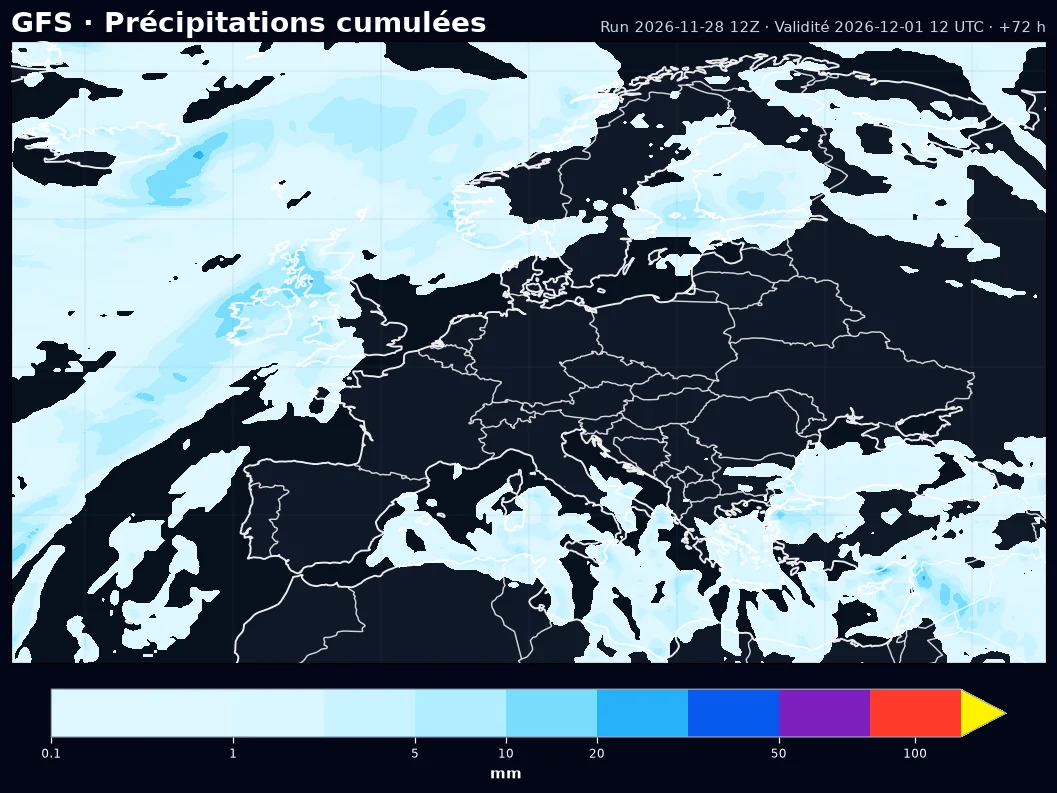 GFS · Précipitations cumulées
Run 2026-11-28 12Z · Validité 2026-12-01 12 UTC · +72 h
0.1 1 5 10 20 50 100
mm